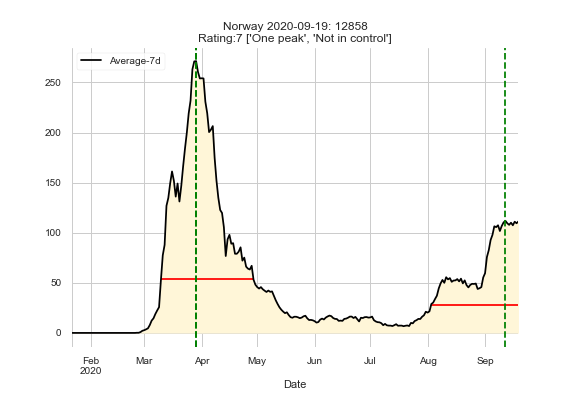 Norway 2020-09-19: 12858
Rating:7 ['One peak', 'Not in control']
Average-7d
250
200
150
100
50
0
Feb
2020
Mar
Apr
May
Jun
Jul
Aug
Sep
Date